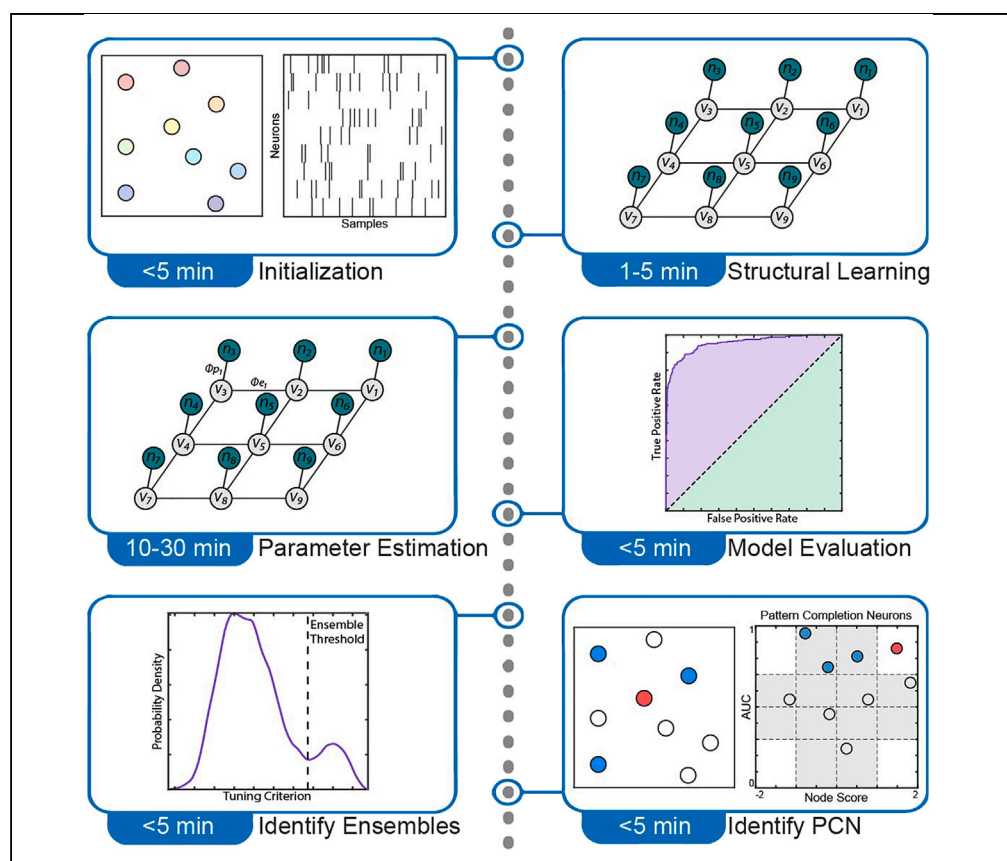 Neurons
Samples
<5 min Initialization
n3 n2 n1
V3 V2 V1
n4 n5 n6
V4 V5 V6
n7 n8 n9
V7 V8 V9
1-5 min Structural Learning
n3 n2 n1
Φp1 Φe1
V3 V2 V1
n4 n5 n6
V4 V5 V6
n7 n8 n9
V7 V8 V9
10-30 min Parameter Estimation
True Positive Rate
False Positive Rate
<5 min Model Evaluation
Ensemble
Threshold
Probability Density
Tuning Criterion
<5 min Identify Ensembles
Pattern Completion Neurons
1
AUC
0
-2 2
Node Score
<5 min Identify PCN